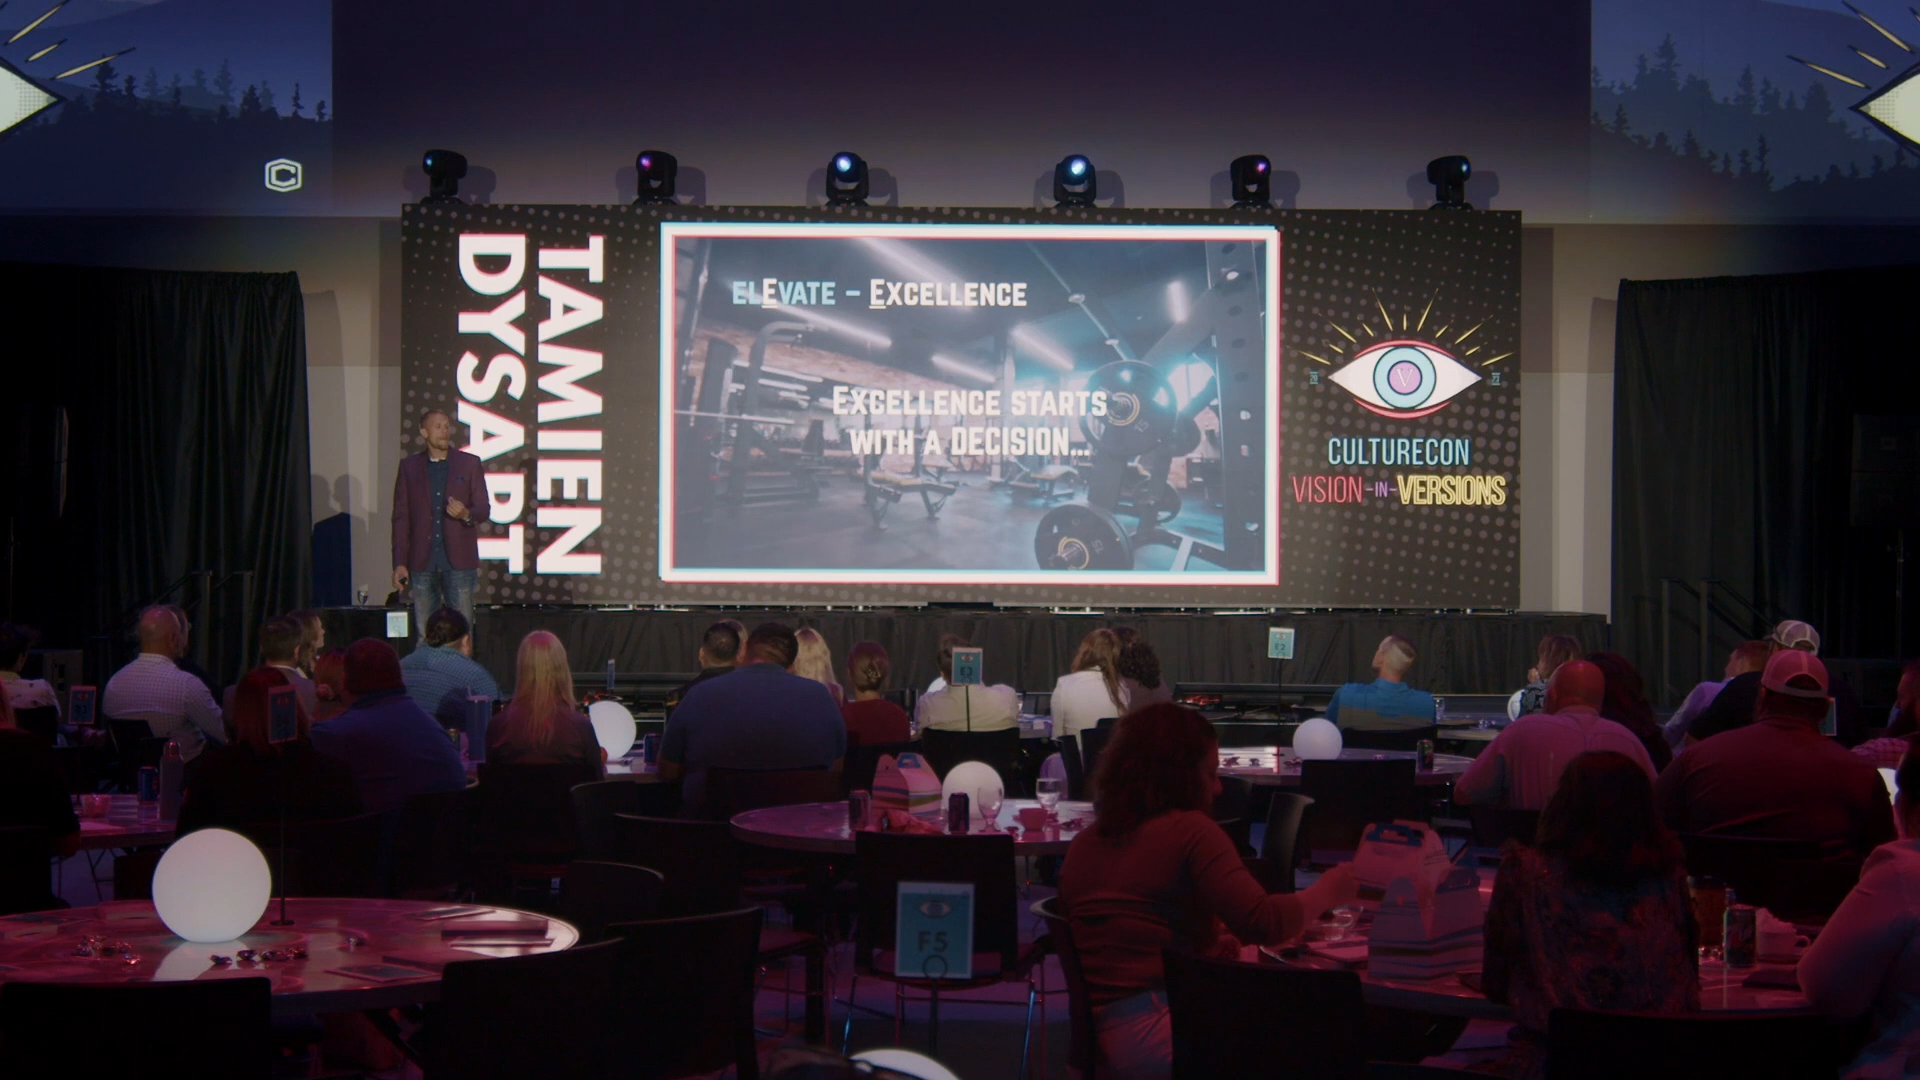 TAMIEN
DYSART
elEvate – Excellence
Excellence starts
with a decision...
V
CULTURECON
VISION-IN-VERSIONS
F5